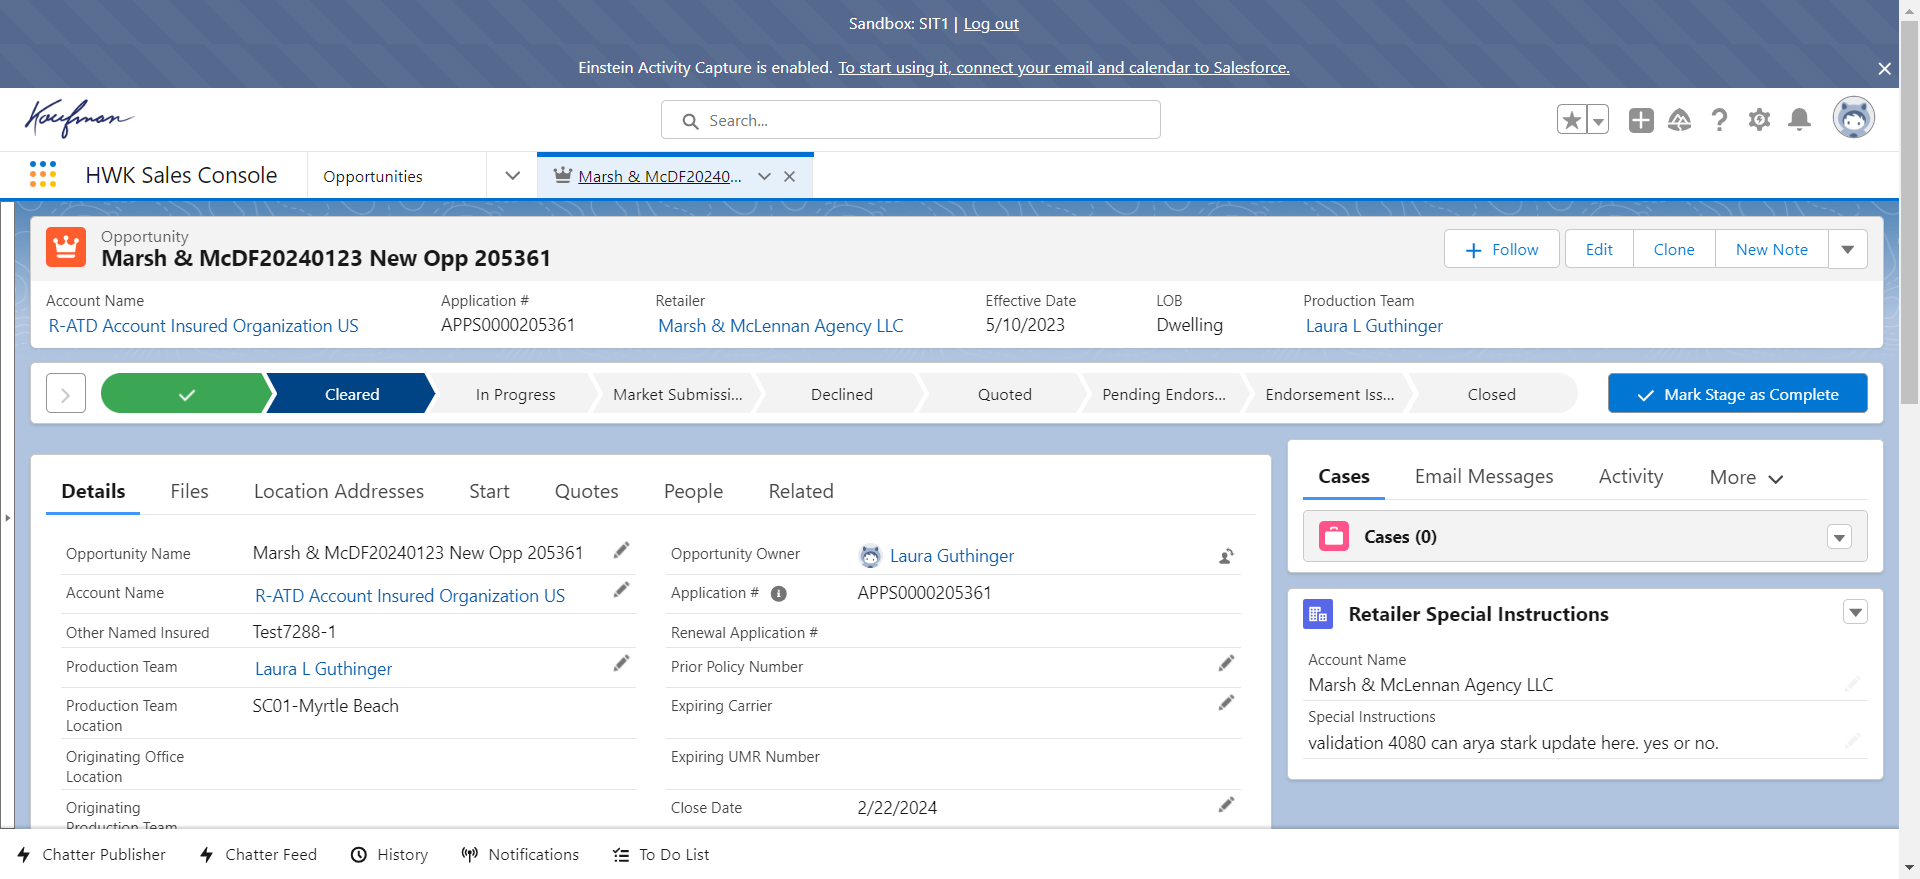 Sandbox: SIT1 | Log out
Einstein Activity Capture is enabled. To start using it, connect your email and calendar to Salesforce.
Kaufman
Search...
HWK Sales Console
Opportunities
Marsh & McDF20240...
Opportunity
Marsh & McDF20240123 New Opp 205361
Follow
Edit
Clone
New Note
Account Name
R-ATD Account Insured Organization US
Application #
APPS0000205361
Retailer
Marsh & McLennan Agency LLC
Effective Date
5/10/2023
LOB
Dwelling
Production Team
Laura L Guthinger
Cleared
In Progress
Market Submissi...
Declined
Quoted
Pending Endors...
Endorsement Iss...
Closed
Mark Stage as Complete
Details
Files
Location Addresses
Start
Quotes
People
Related
Opportunity Name
Marsh & McDF20240123 New Opp 205361
Account Name
R-ATD Account Insured Organization US
Other Named Insured
Test7288-1
Production Team
Laura L Guthinger
Production Team
Location
SC01-Myrtle Beach
Originating Office
Location
Originating
Production Team
Opportunity Owner
Laura Guthinger
Application #
APPS0000205361
Renewal Application #
Prior Policy Number
Expiring Carrier
Expiring UMR Number
Close Date
2/22/2024
Cases
Email Messages
Activity
More
Cases (0)
Retailer Special Instructions
Account Name
Marsh & McLennan Agency LLC
Special Instructions
validation 4080 can arya stark update here. yes or no.
Chatter Publisher
Chatter Feed
History
Notifications
To Do List